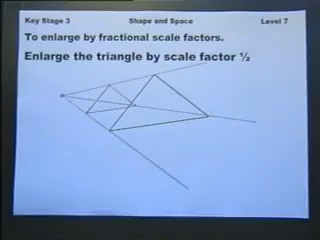 Key Stage 3 Shape and Space Level 7
To enlarge by fractional scale factors.
Enlarge the triangle by scale factor ½